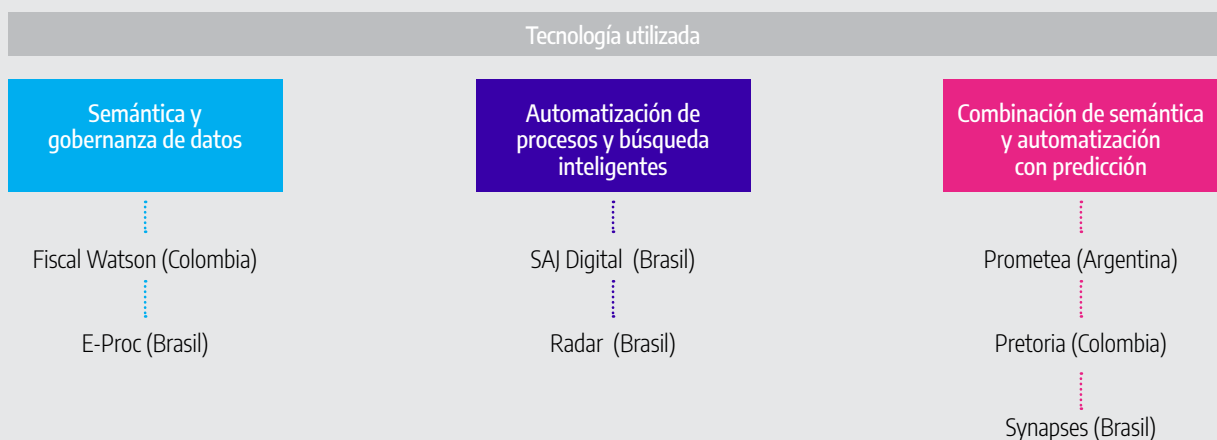 Tecnología utilizada
Semántica y
gobernanza de datos
Fiscal Watson (Colombia)
E-Proc (Brasil)
Automatización de
procesos y búsqueda
inteligentes
SAJ Digital (Brasil)
Radar (Brasil)
Combinación de semántica
y automatización
con predicción
Prometea (Argentina)
Pretoria (Colombia)
Synapses (Brasil)